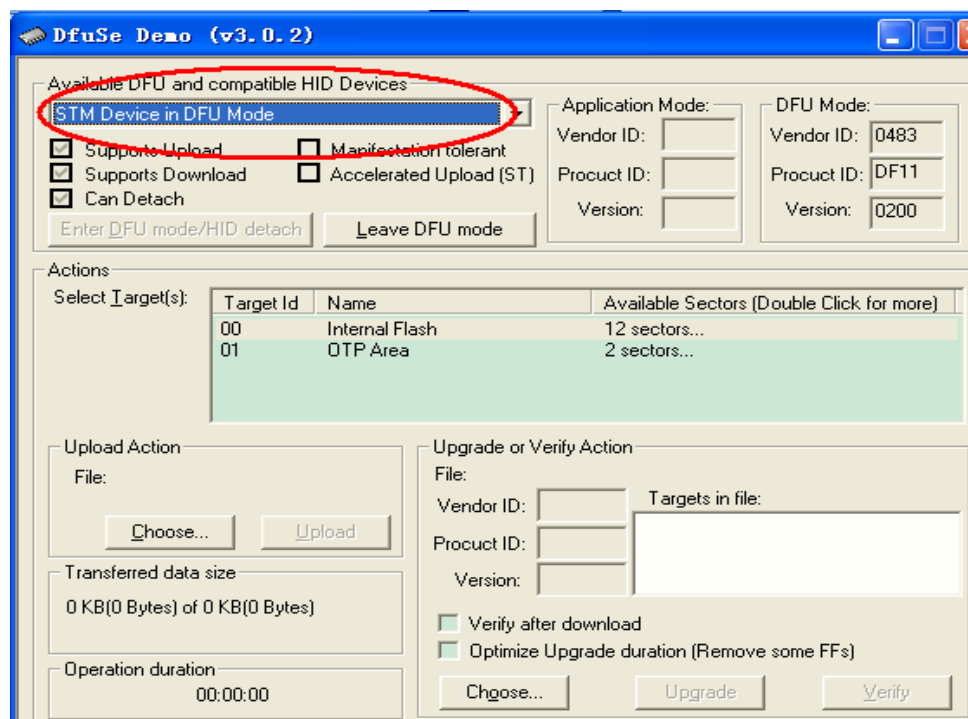 DfuSe Demo (v3.0.2)
Available DFU and compatible HID Devices
STM Device in DFU Mode
Supports Upload
Manifestation tolerant
Supports Download
Accelerated Upload (ST)
Can Detach
Enter DFU mode/HID detach
Leave DFU mode
Application Mode:
Vendor ID:
Procuct ID:
Version:
DFU Mode:
Vendor ID: 0483
Procuct ID: DF11
Version: 0200
Actions
Select Target(s):
Target Id Name Available Sectors (Double Click for more)
00 Internal Flash 12 sectors...
01 OTP Area 2 sectors...
Upload Action
File:
Choose...
Upload
Transferred data size
0 KB(0 Bytes) of 0 KB(0 Bytes)
Operation duration
00:00:00
Upgrade or Verify Action
File:
Vendor ID:
Procuct ID:
Version:
Targets in file:
Verify after download
Optimize Upgrade duration (Remove some FFs)
Choose...
Upgrade
Verify